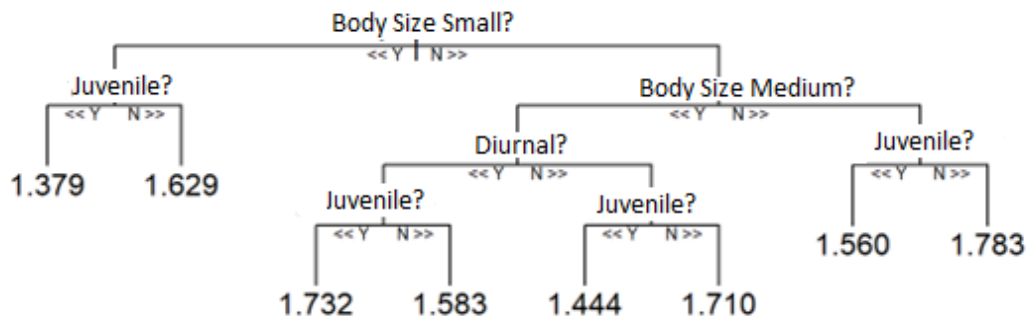 Body Size Small?
<< Y N >>
Juvenile?
<< Y N >>
1.379 1.629
Body Size Medium?
<< Y N >>
Diurnal?
<< Y N >>
Juvenile?
<< Y N >>
1.732 1.583
Juvenile?
<< Y N >>
1.444 1.710
Juvenile?
<< Y N >>
1.560 1.783